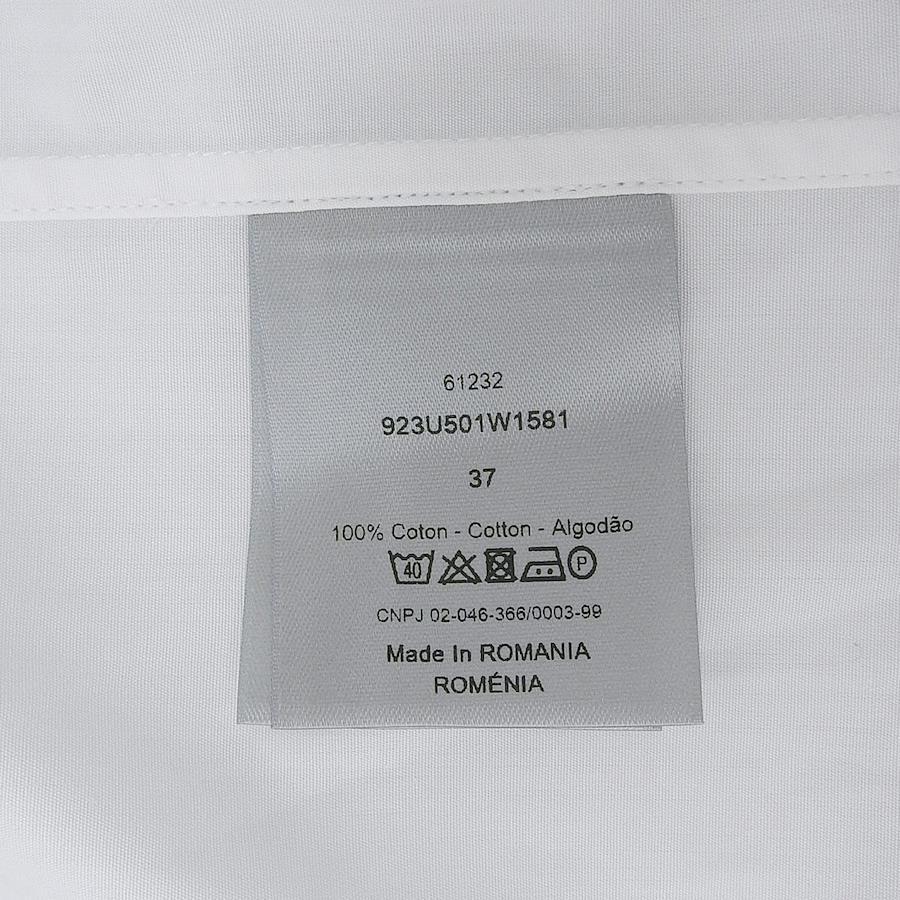 61232
923U501W1581
37
100% Coton - Cotton - Algodão
40 P
CNPJ 02-046-366/0003-99
Made In ROMANIA
ROMÉNIA